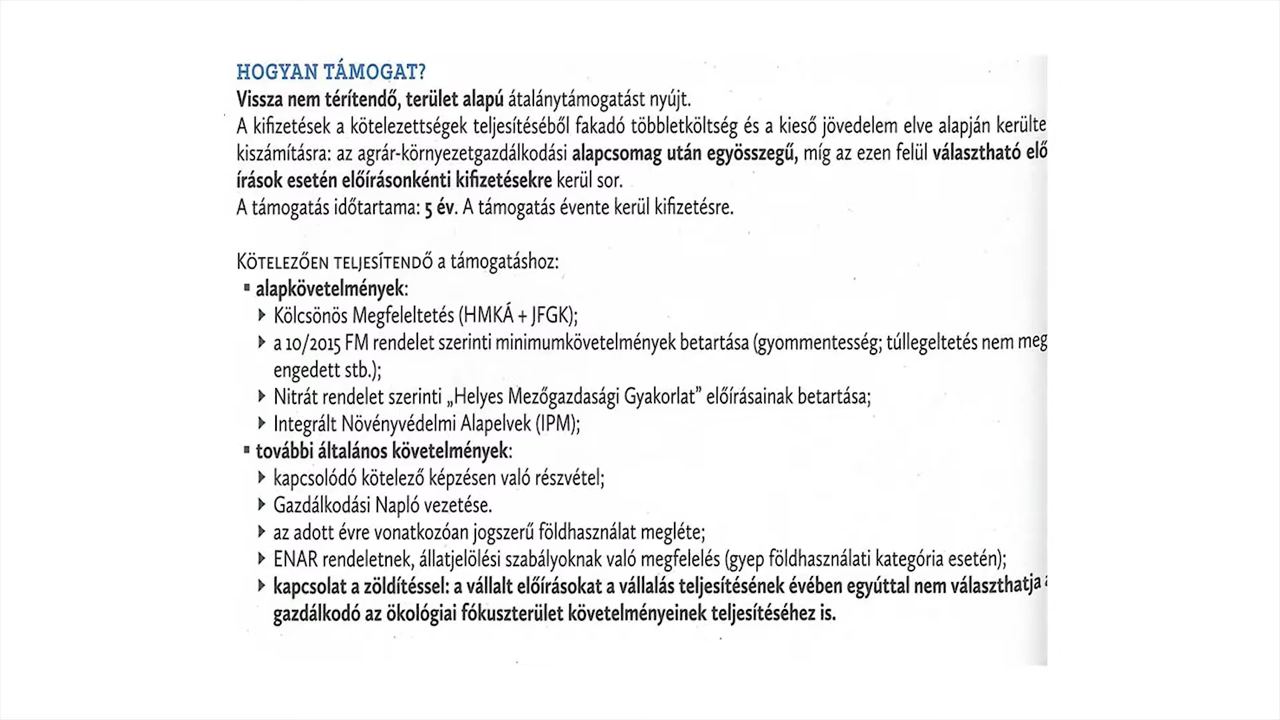 HOGYAN TÁMOGAT?
Vissza nem térítendő, terület alapú átalánytámogatást nyújt.
A kifizetések a kötelezettségek teljesítéséből fakadó többletköltség és a kieső jövedelem elve alapján kerülte
kiszámításra: az agrár-környezetgazdálkodási alapcsomag után egyösszegű, míg az ezen felül választható elő
írások esetén előírásonkénti kifizetésekre kerül sor.
A támogatás időtartama: 5 év. A támogatás évente kerül kifizetésre.
KÖTELEZŐEN TELJESÍTENDŐ a támogatáshoz:
▪ alapkövetelmények:
▶ Kölcsönös Megfeleltetés (HMKÁ + JFGK);
▶ a 10/2015 FM rendelet szerinti minimumkövetelmények betartása (gyommentesség; túllegeltetés nem meg
engedett stb.);
▶ Nitrát rendelet szerinti „Helyes Mezőgazdasági Gyakorlat” előírásainak betartása;
▶ Integrált Növényvédelmi Alapelvek (IPM);
▪ további általános követelmények:
▶ kapcsolódó kötelező képzésen való részvétel;
▶ Gazdálkodási Napló vezetése.
▶ az adott évre vonatkozóan jogszerű földhasználat megléte;
▶ ENAR rendeletnek, állatjelölési szabályoknak való megfelelés (gyep földhasználati kategória esetén);
▶ kapcsolat a zöldítéssel: a vállalt előírásokat a vállalás teljesítésének évében egyúttal nem választhatja a
gazdálkodó az ökológiai fókuszterület követelményeinek teljesítéséhez is.